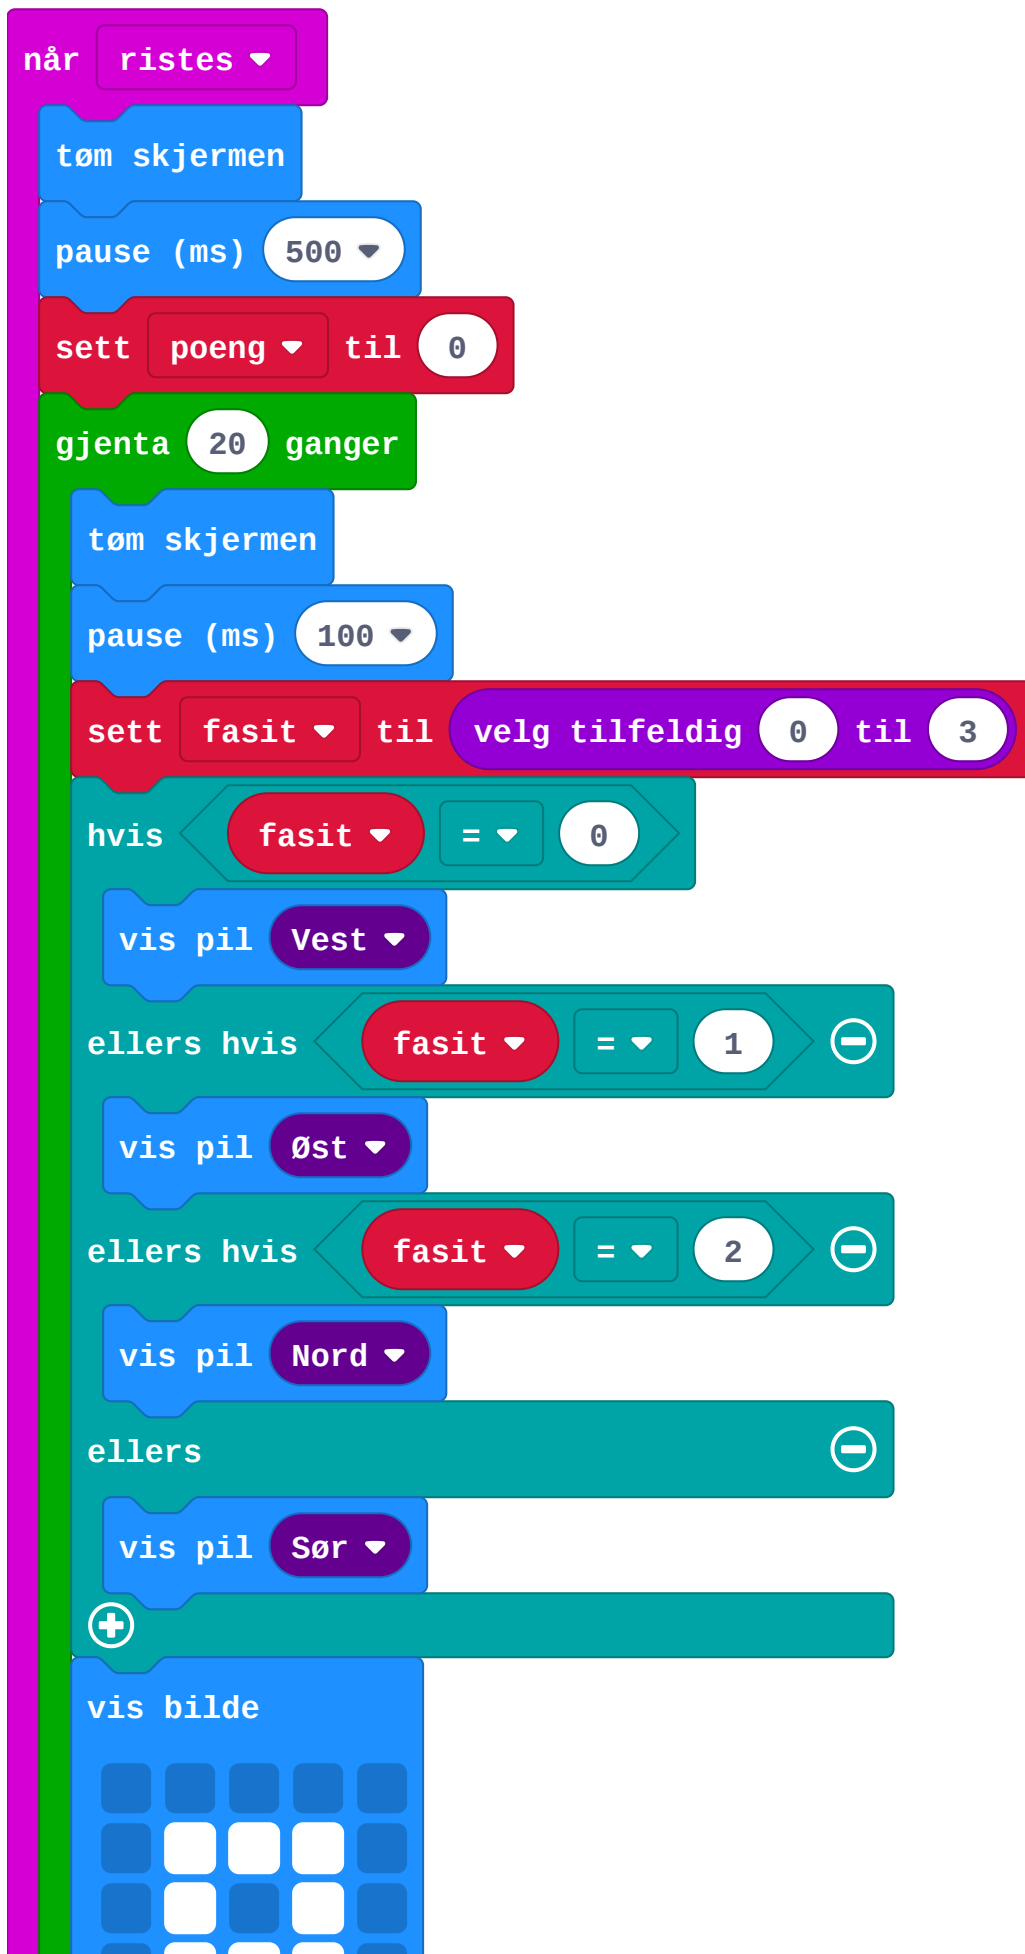 når ristes
tøm skjermen
pause (ms) 500
sett poeng til 0
gjenta 20 ganger
tøm skjermen
pause (ms) 100
sett fasit til velg tilfeldig 0 til 3
hvis fasit = 0
vis pil Vest
ellers hvis fasit = 1
vis pil Øst
ellers hvis fasit = 2
vis pil Nord
ellers
vis pil Sør
vis bilde